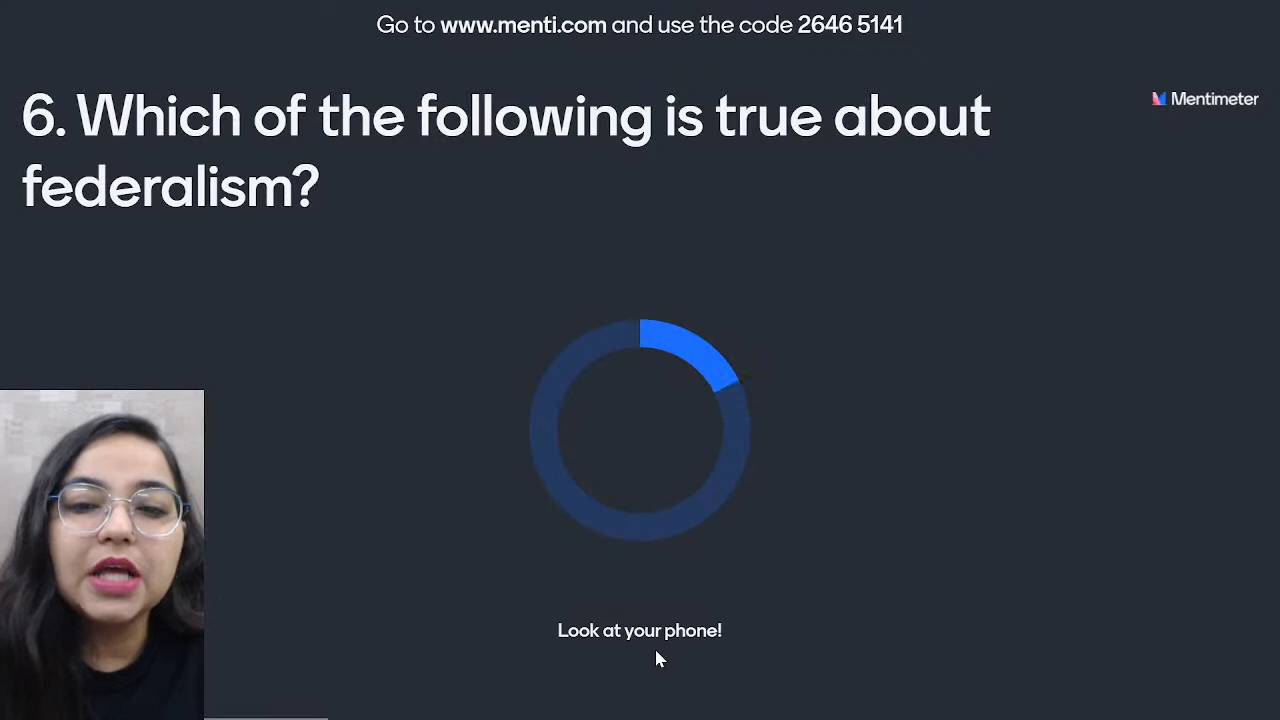 Go to www.menti.com and use the code 2646 5141
6. Which of the following is true about
federalism?
Mentimeter
Look at your phone!